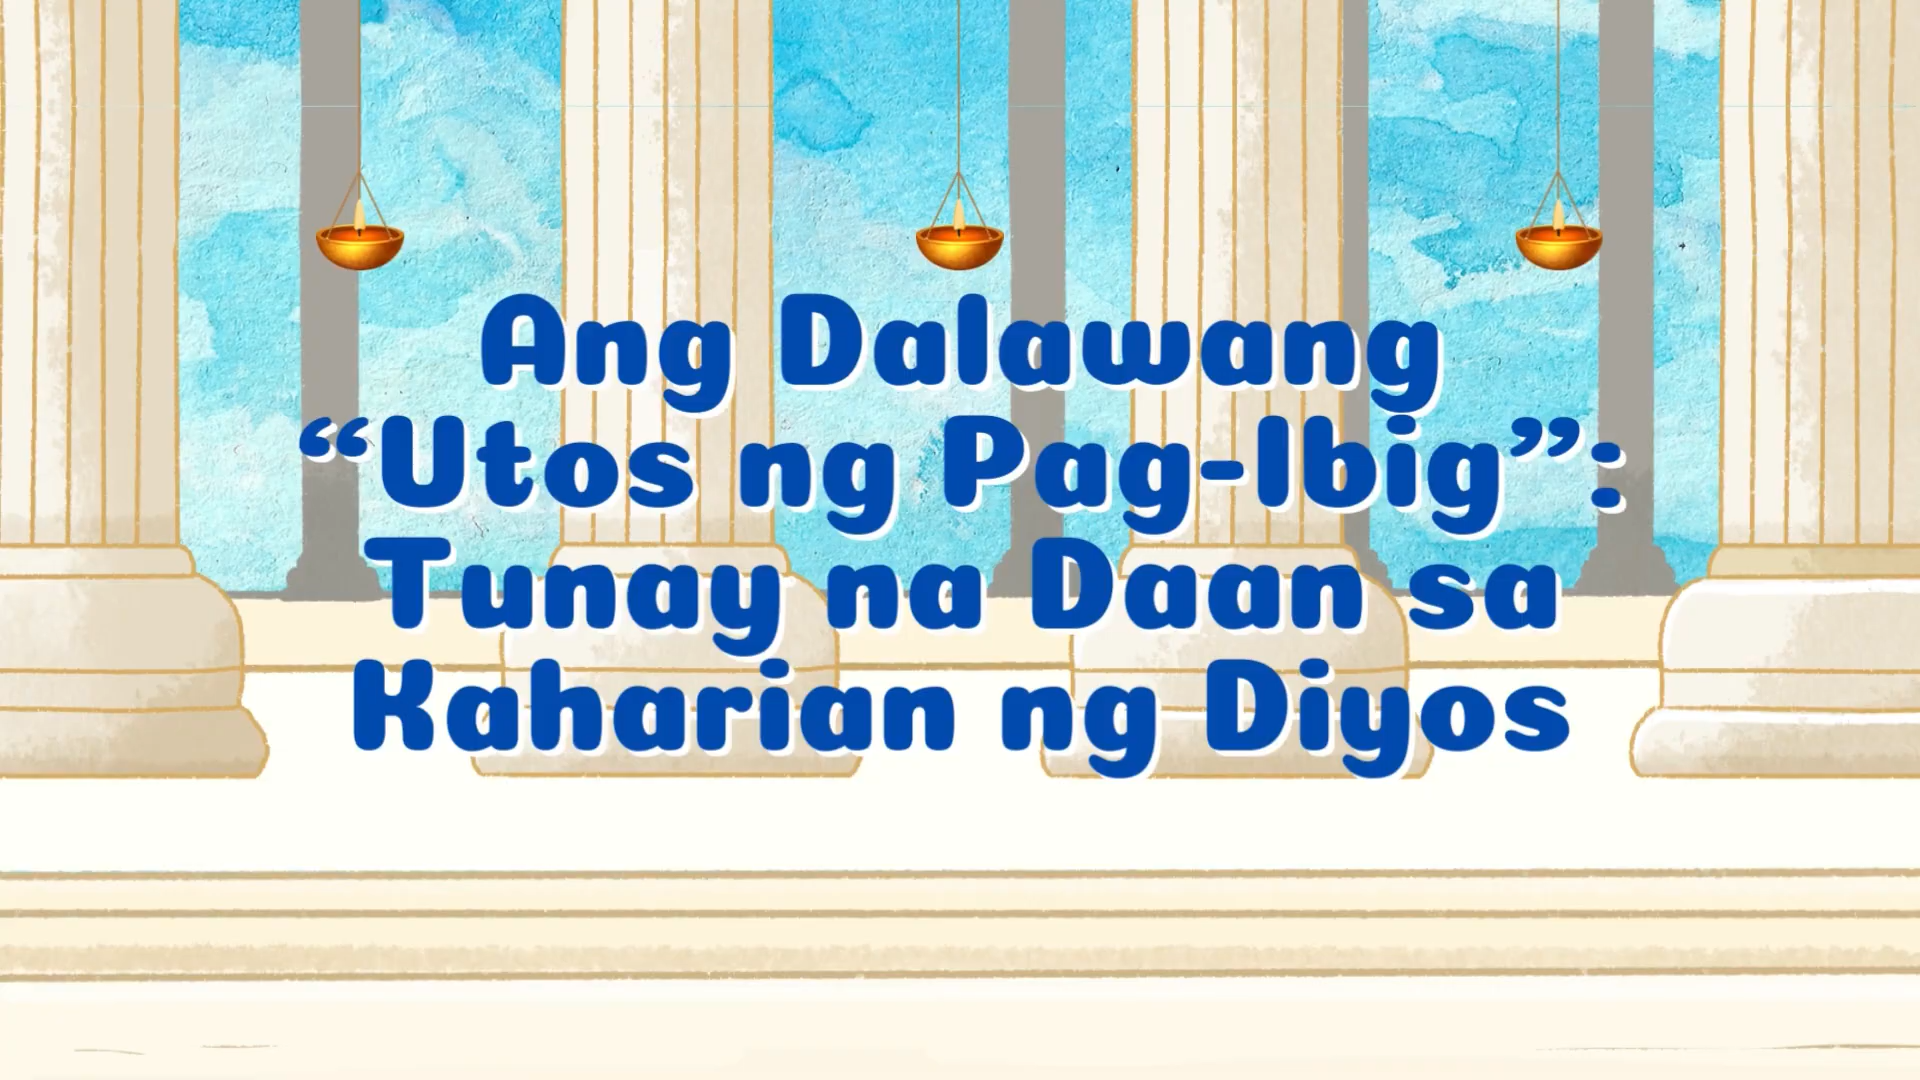 Ang Dalawang
“Utos ng Pag-Ibig”:
Tunay na Daan sa
Kaharian ng Diyos